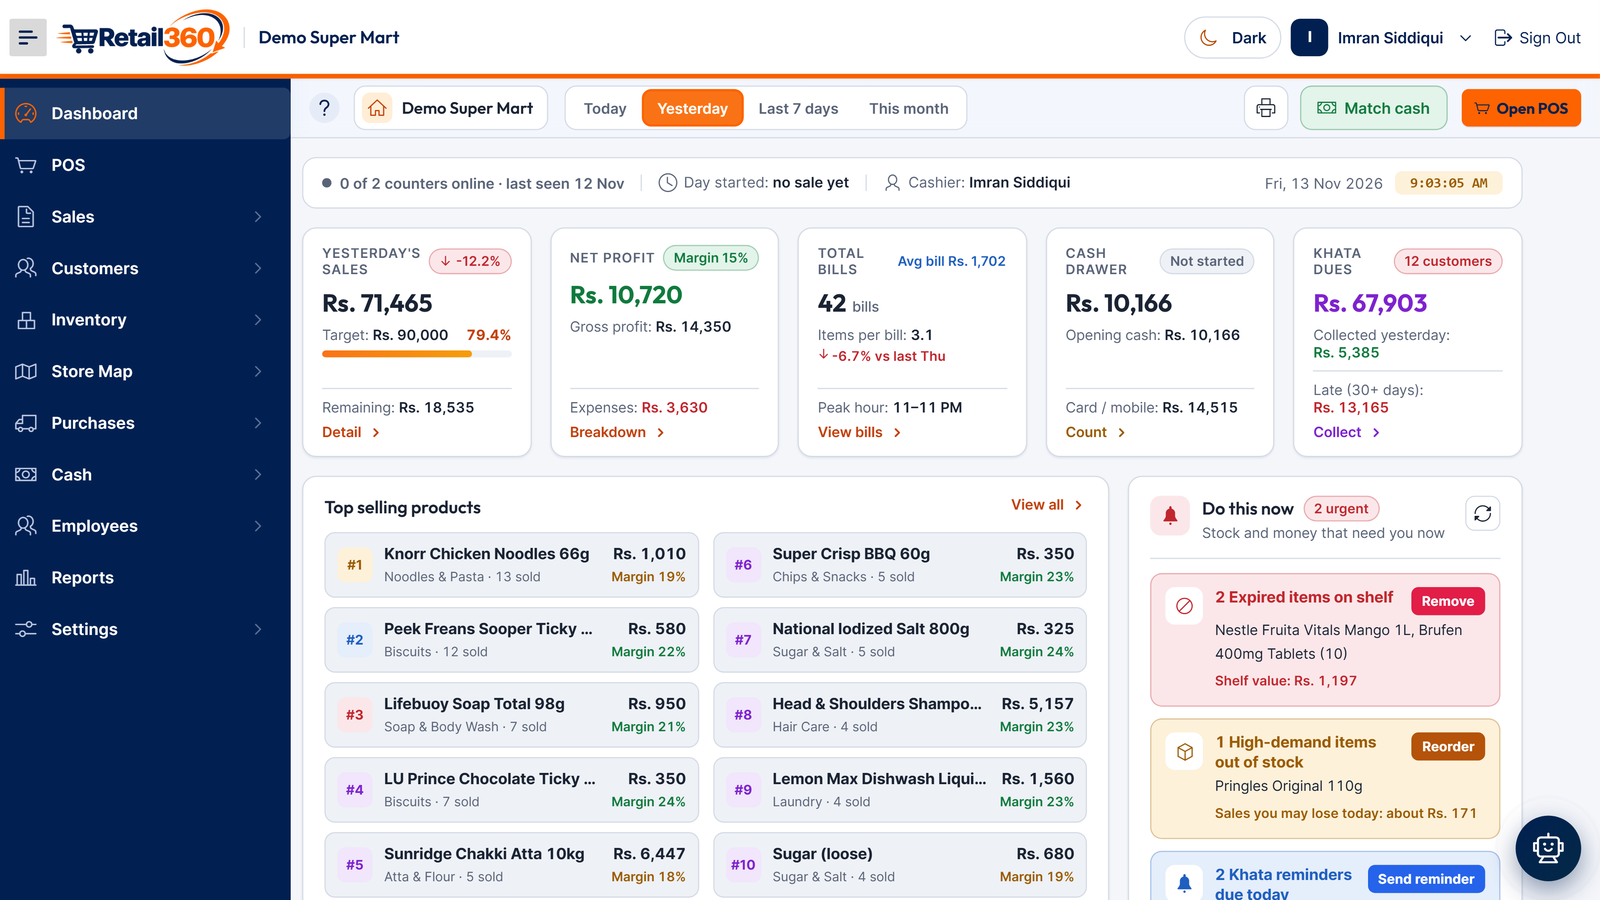 Retail360
Demo Super Mart
Dark
I
Imran Siddiqui
Sign Out
Dashboard
POS
Sales
Customers
Inventory
Store Map
Purchases
Cash
Employees
Reports
Settings
?
Demo Super Mart
Today
Yesterday
Last 7 days
This month
Match cash
Open POS
0 of 2 counters online · last seen 12 Nov
Day started: no sale yet
Cashier: Imran Siddiqui
Fri, 13 Nov 2026
9:03:05 AM
YESTERDAY'S SALES
↓ -12.2%
Rs. 71,465
Target: Rs. 90,000 79.4%
Remaining: Rs. 18,535
Detail
NET PROFIT
Margin 15%
Rs. 10,720
Gross profit: Rs. 14,350
Expenses: Rs. 3,630
Breakdown
TOTAL BILLS
Avg bill Rs. 1,702
42 bills
Items per bill: 3.1
↓ -6.7% vs last Thu
Peak hour: 11–11 PM
View bills
CASH DRAWER
Not started
Rs. 10,166
Opening cash: Rs. 10,166
Card / mobile: Rs. 14,515
Count
KHATA DUES
12 customers
Rs. 67,903
Collected yesterday:
Rs. 5,385
Late (30+ days):
Rs. 13,165
Collect
Top selling products
View all
#1
Knorr Chicken Noodles 66g Rs. 1,010
Noodles & Pasta · 13 sold Margin 19%
#2
Peek Freans Sooper Ticky ... Rs. 580
Biscuits · 12 sold Margin 22%
#3
Lifebuoy Soap Total 98g Rs. 950
Soap & Body Wash · 7 sold Margin 21%
#4
LU Prince Chocolate Ticky ... Rs. 350
Biscuits · 7 sold Margin 24%
#5
Sunridge Chakki Atta 10kg Rs. 6,447
Atta & Flour · 5 sold Margin 18%
#6
Super Crisp BBQ 60g Rs. 350
Chips & Snacks · 5 sold Margin 23%
#7
National Iodized Salt 800g Rs. 325
Sugar & Salt · 5 sold Margin 24%
#8
Head & Shoulders Shampo... Rs. 5,157
Hair Care · 4 sold Margin 23%
#9
Lemon Max Dishwash Liqui... Rs. 1,560
Laundry · 4 sold Margin 23%
#10
Sugar (loose) Rs. 680
Sugar & Salt · 4 sold Margin 19%
Do this now
2 urgent
Stock and money that need you now
2 Expired items on shelf
Remove
Nestle Fruita Vitals Mango 1L, Brufen
400mg Tablets (10)
Shelf value: Rs. 1,197
1 High-demand items
out of stock
Reorder
Pringles Original 110g
Sales you may lose today: about Rs. 171
2 Khata reminders
due today
Send reminder